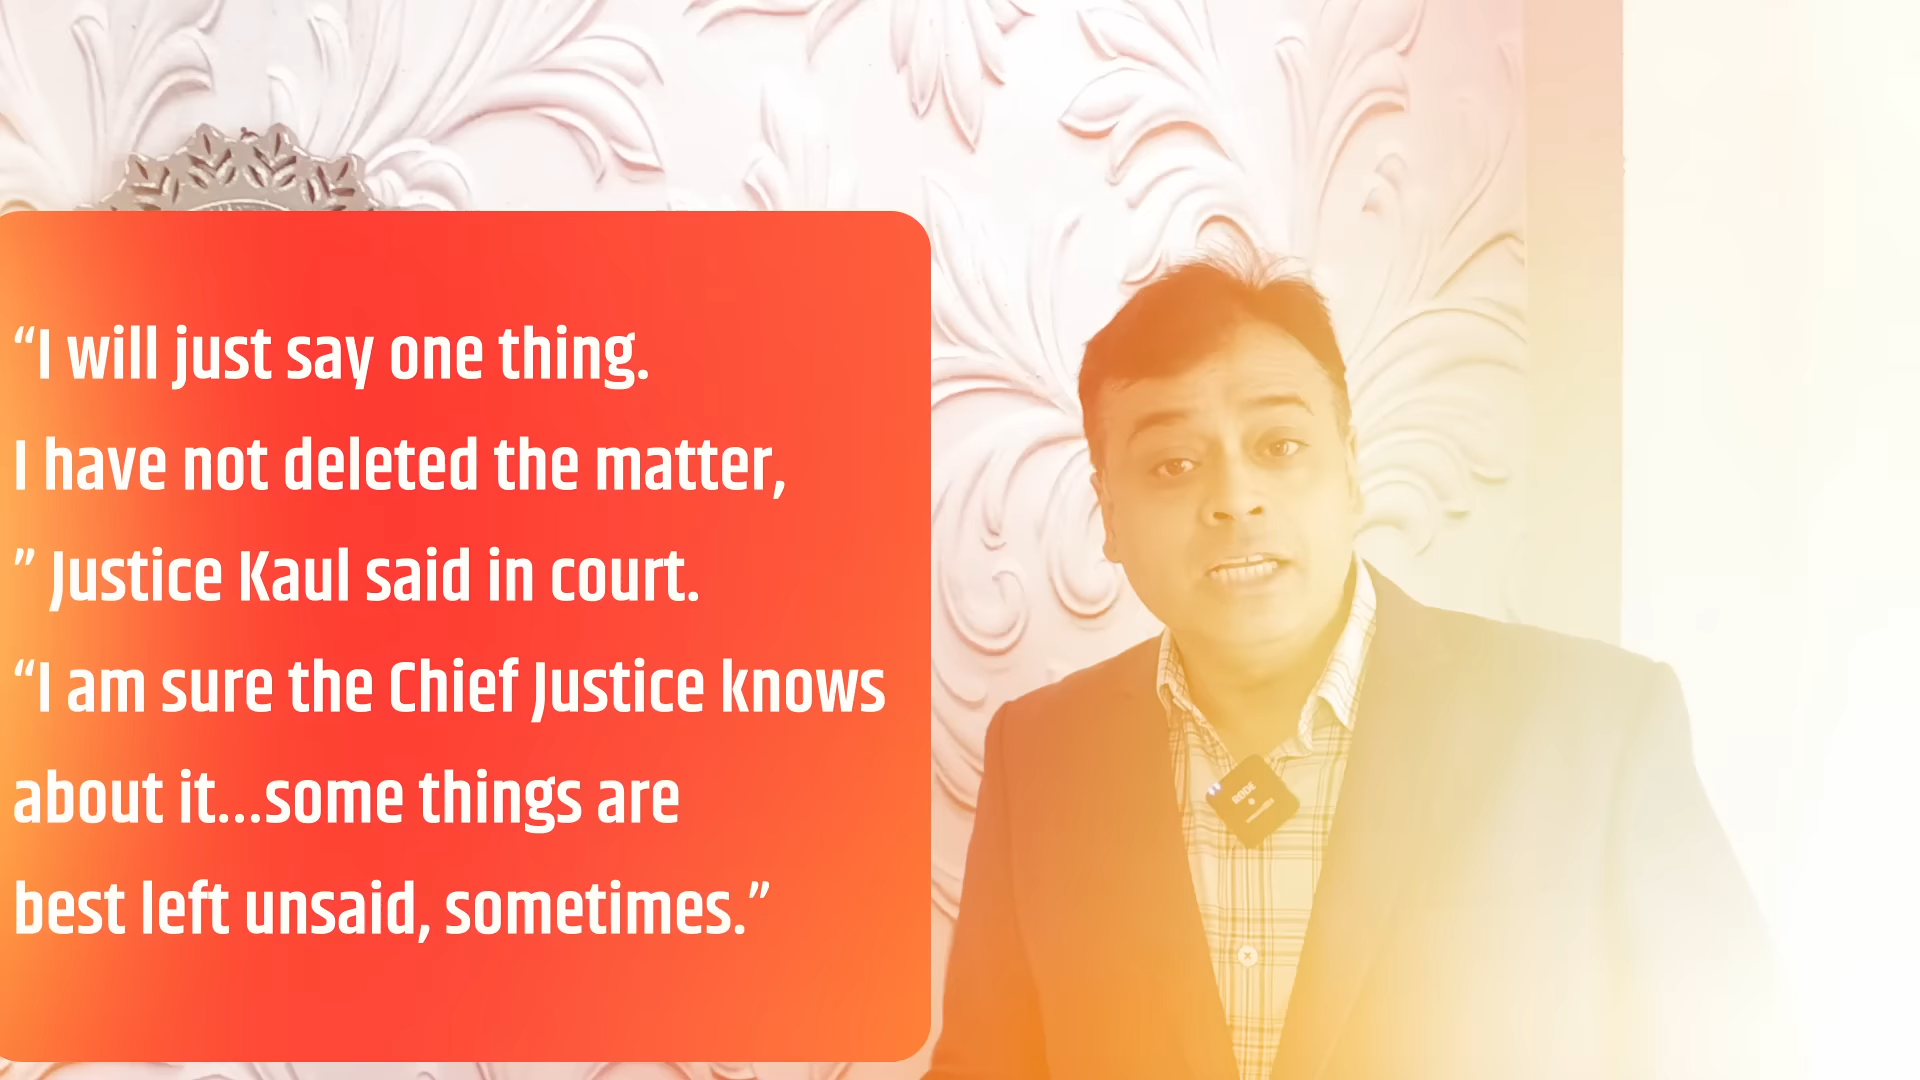 “I will just say one thing.
I have not deleted the matter,
” Justice Kaul said in court.
“I am sure the Chief Justice knows
about it...some things are
best left unsaid, sometimes.”
RØDE